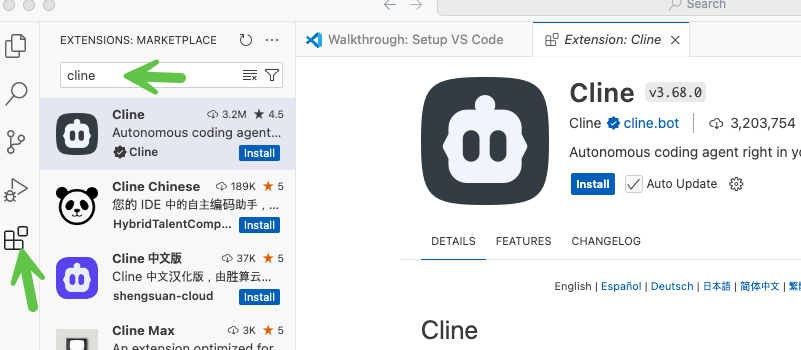 Search
EXTENSIONS: MARKETPLACE
cline
Cline 3.2M ★ 4.5
Autonomous coding agent...
Cline Install
Cline Chinese 189K ★ 5
您的 IDE 中的自主编码助手，...
HybridTalentComp... Install
Cline 中文版 37K ★ 5
Cline 中文汉化版，由胜算云...
shengsuan-cloud Install
Cline Max 3K ★ 5
An extension optimized for
Walkthrough: Setup VS Code
Extension: Cline
Cline v3.68.0
Cline cline.bot | 3,203,754
Autonomous coding agent right in
Install Auto Update
DETAILS FEATURES CHANGELOG
English | Español | Deutsch | 日本語 | 简体中文 |
Cline